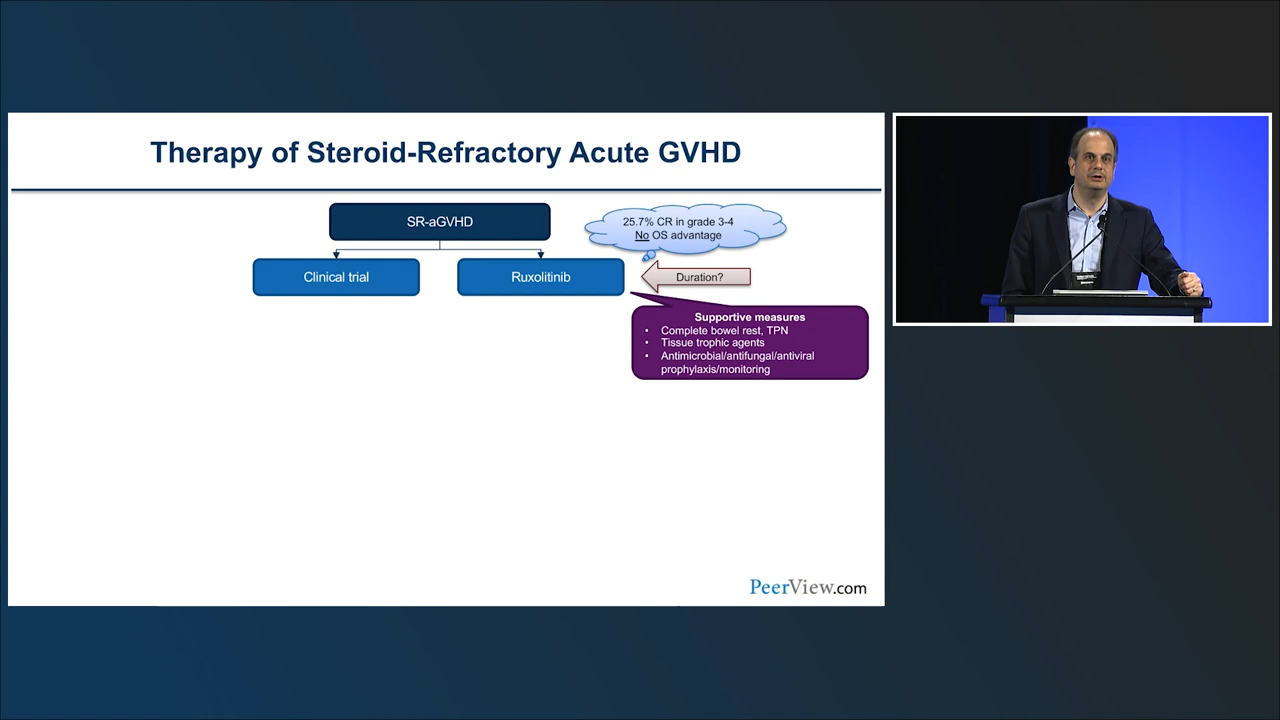 Therapy of Steroid-Refractory Acute GVHD
SR-aGVHD
25.7% CR in grade 3-4
No OS advantage
Clinical trial
Ruxolitinib
Duration?
Supportive measures
• Complete bowel rest, TPN
• Tissue trophic agents
• Antimicrobial/antifungal/antiviral
prophylaxis/monitoring
PeerView.com